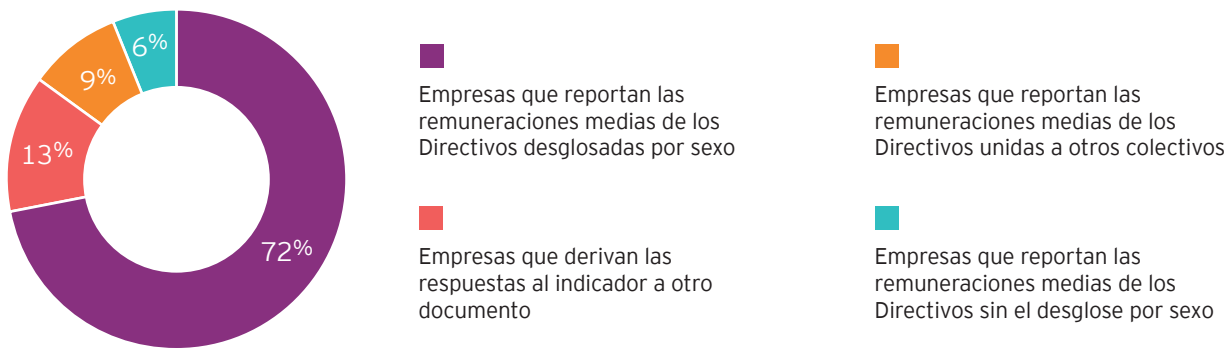 6%
9%
13%
72%
Empresas que reportan las
remuneraciones medias de los
Directivos desglosadas por sexo
Empresas que derivan las
respuestas al indicador a otro
documento
Empresas que reportan las
remuneraciones medias de los
Directivos unidas a otros colectivos
Empresas que reportan las
remuneraciones medias de los
Directivos sin el desglose por sexo